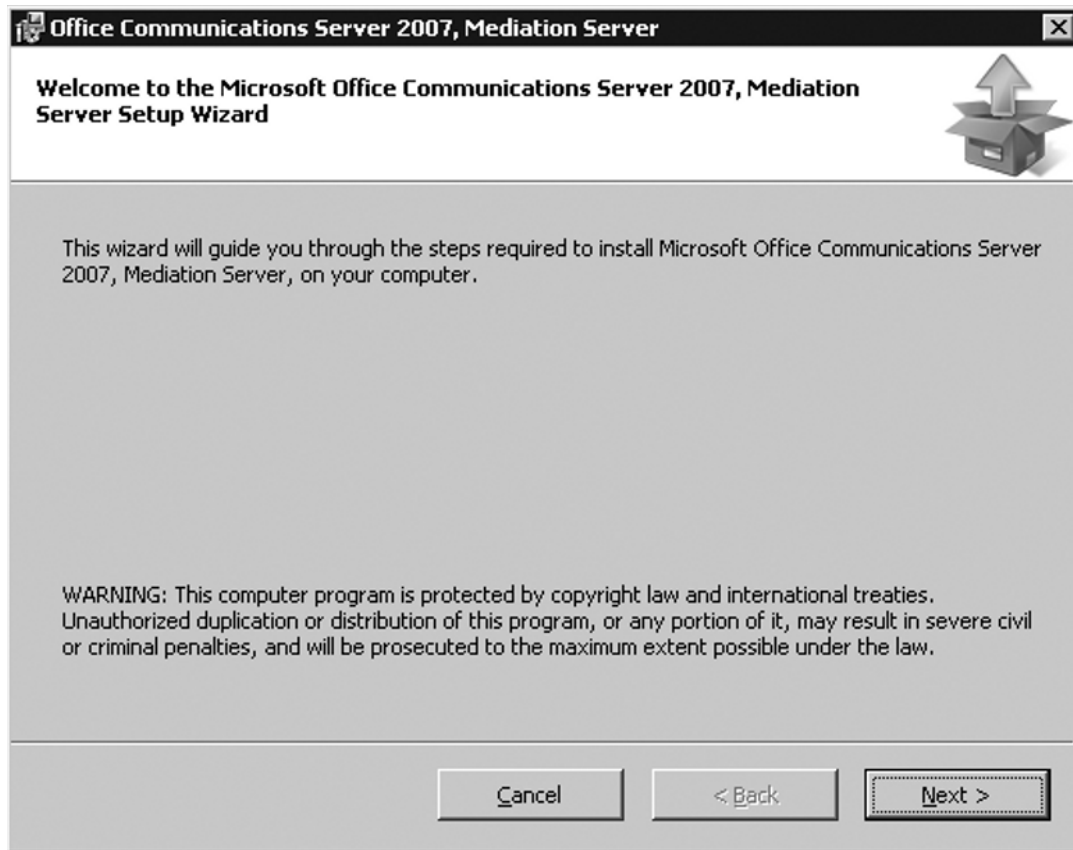 Office Communications Server 2007, Mediation Server
Welcome to the Microsoft Office Communications Server 2007, Mediation
Server Setup Wizard
This wizard will guide you through the steps required to install Microsoft Office Communications Server
2007, Mediation Server, on your computer.
WARNING: This computer program is protected by copyright law and international treaties.
Unauthorized duplication or distribution of this program, or any portion of it, may result in severe civil
or criminal penalties, and will be prosecuted to the maximum extent possible under the law.
Cancel
< Back
Next >